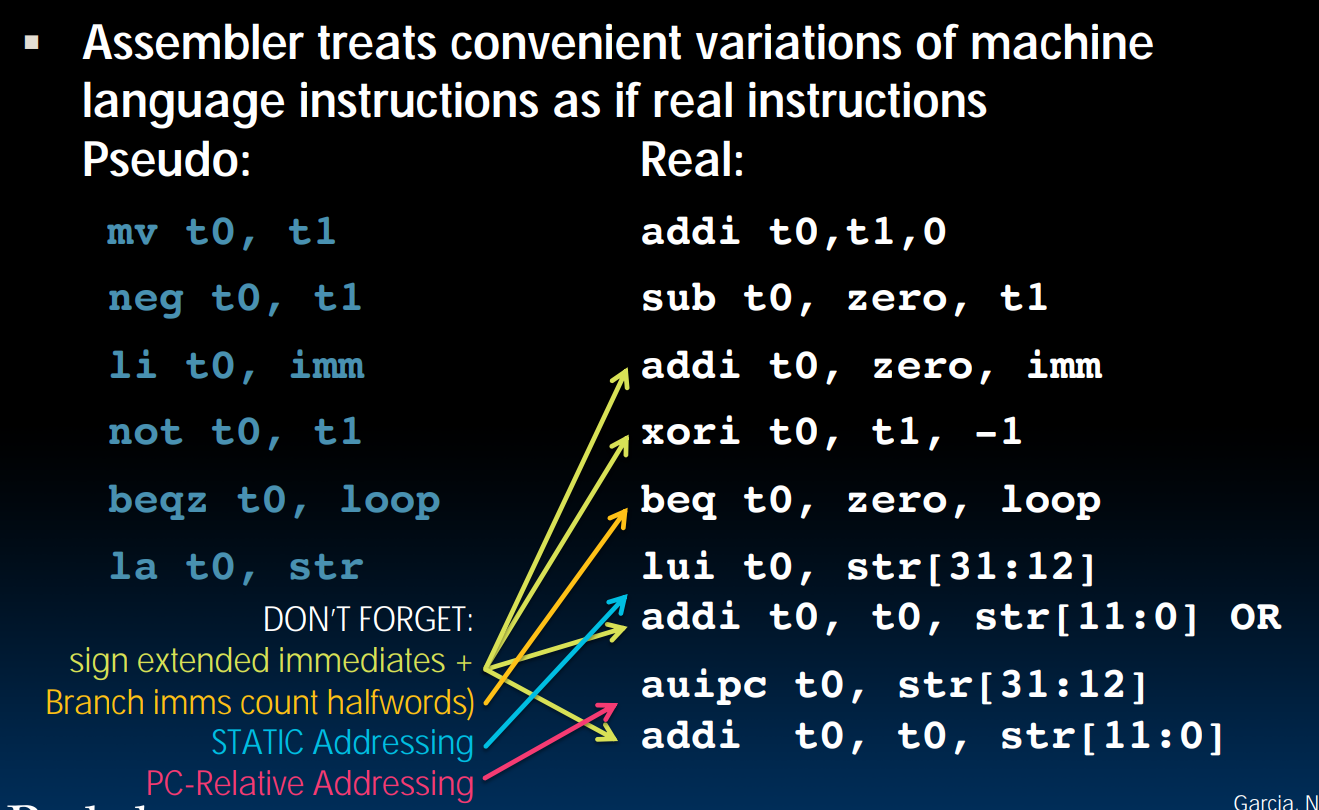 ▪ Assembler treats convenient variations of machine
language instructions as if real instructions
Pseudo: Real:
mv t0, t1 addi t0,t1,0
neg t0, t1 sub t0, zero, t1
li t0, imm addi t0, zero, imm
not t0, t1 xori t0, t1, -1
beqz t0, loop beq t0, zero, loop
la t0, str lui t0, str[31:12]
DON'T FORGET: addi t0, t0, str[11:0] OR
sign extended immediates +
Branch imms count halfwords) auipc t0, str[31:12]
STATIC Addressing addi t0, t0, str[11:0]
PC-Relative Addressing
Garcia, N